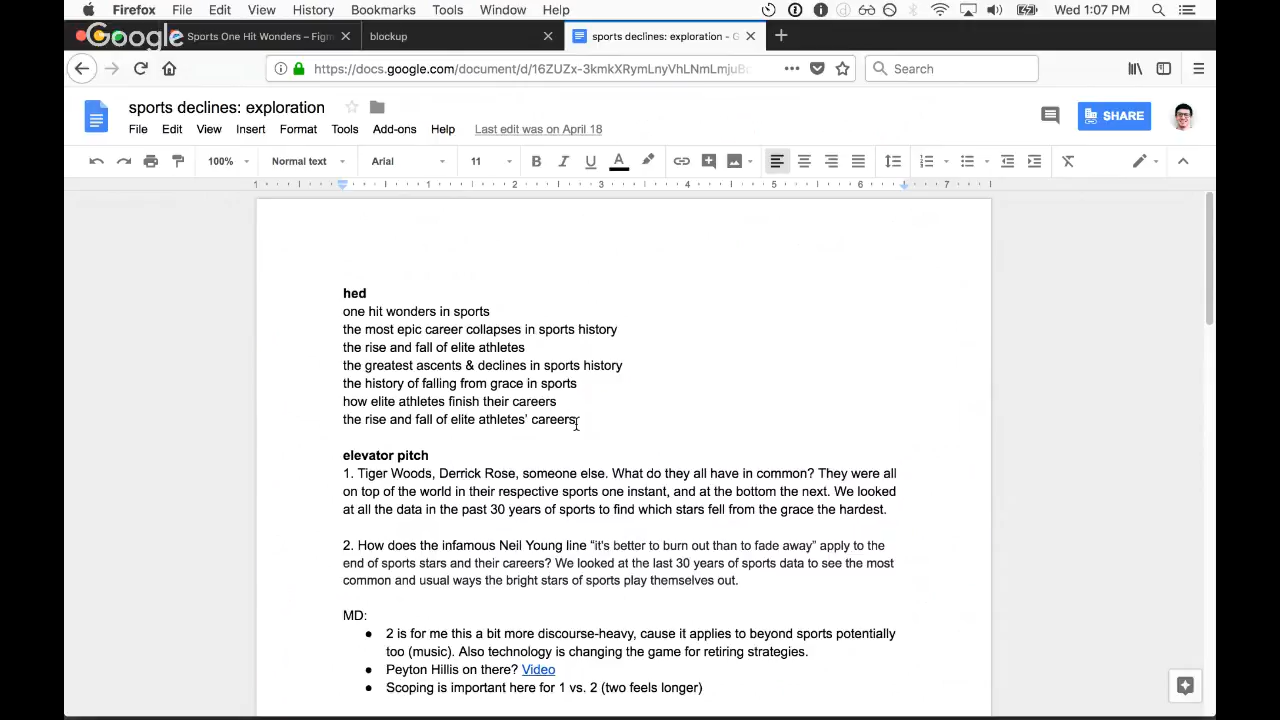 Firefox File Edit View History Bookmarks Tools Window Help Wed 1:07 PM
Google Sports One Hit Wonders – Figm blockup sports declines: exploration - G
https://docs.google.com/document/d/16ZUZx-3kmkXRymLnyVhLNmLmjuB Search
sports declines: exploration
File Edit View Insert Format Tools Add-ons Help Last edit was on April 18 SHARE
100% Normal text Arial 11
1 1 2 3 4 5 6 7
hed
one hit wonders in sports
the most epic career collapses in sports history
the rise and fall of elite athletes
the greatest ascents & declines in sports history
the history of falling from grace in sports
how elite athletes finish their careers
the rise and fall of elite athletes’ careers
elevator pitch
1. Tiger Woods, Derrick Rose, someone else. What do they all have in common? They were all
on top of the world in their respective sports one instant, and at the bottom the next. We looked
at all the data in the past 30 years of sports to find which stars fell from the grace the hardest.
2. How does the infamous Neil Young line “it's better to burn out than to fade away” apply to the
end of sports stars and their careers? We looked at the last 30 years of sports data to see the most
common and usual ways the bright stars of sports play themselves out.
MD:
● 2 is for me this a bit more discourse-heavy, cause it applies to beyond sports potentially
too (music). Also technology is changing the game for retiring strategies.
● Peyton Hillis on there? Video
● Scoping is important here for 1 vs. 2 (two feels longer)